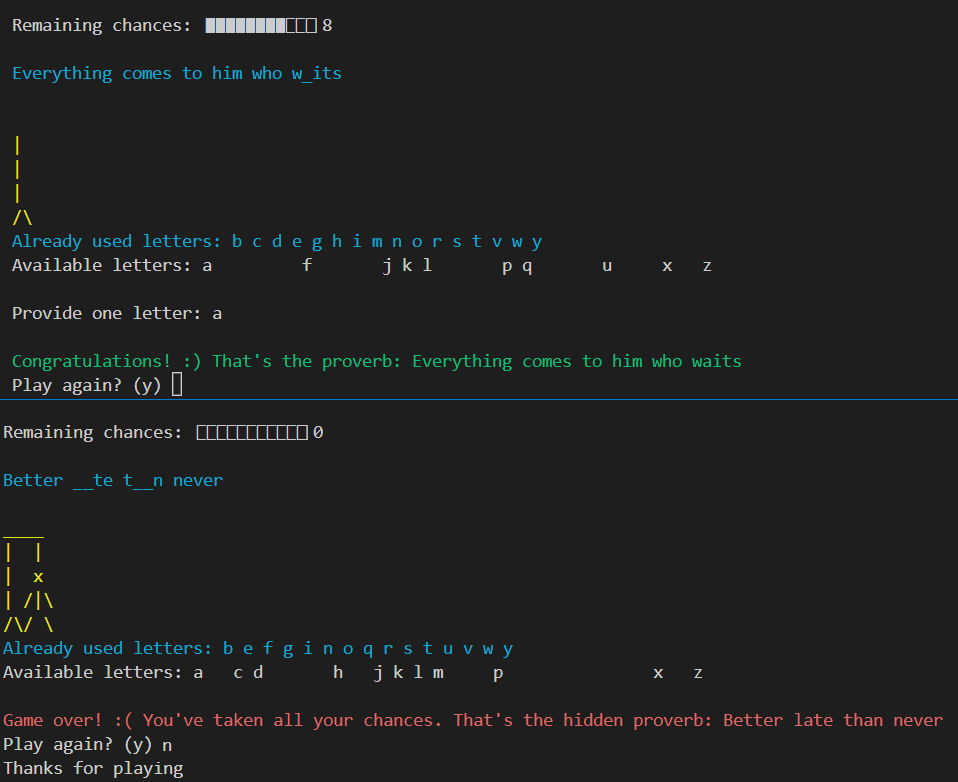 Remaining chances: ████████□□□ 8
Everything comes to him who w_its
|
|
|
/\
Already used letters: b c d e g h i m n o r s t v w y
Available letters: a         f       j k l       p q       u     x   z
Provide one letter: a
Congratulations! :) That's the proverb: Everything comes to him who waits
Play again? (y)
Remaining chances: □□□□□□□□□□□ 0
Better __te t__n never
____
|  |
|  x
| /|\
/\/ \
Already used letters: b e f g i n o q r s t u v w y
Available letters: a   c d       h   j k l m     p               x   z
Game over! :( You've taken all your chances. That's the hidden proverb: Better late than never
Play again? (y) n
Thanks for playing